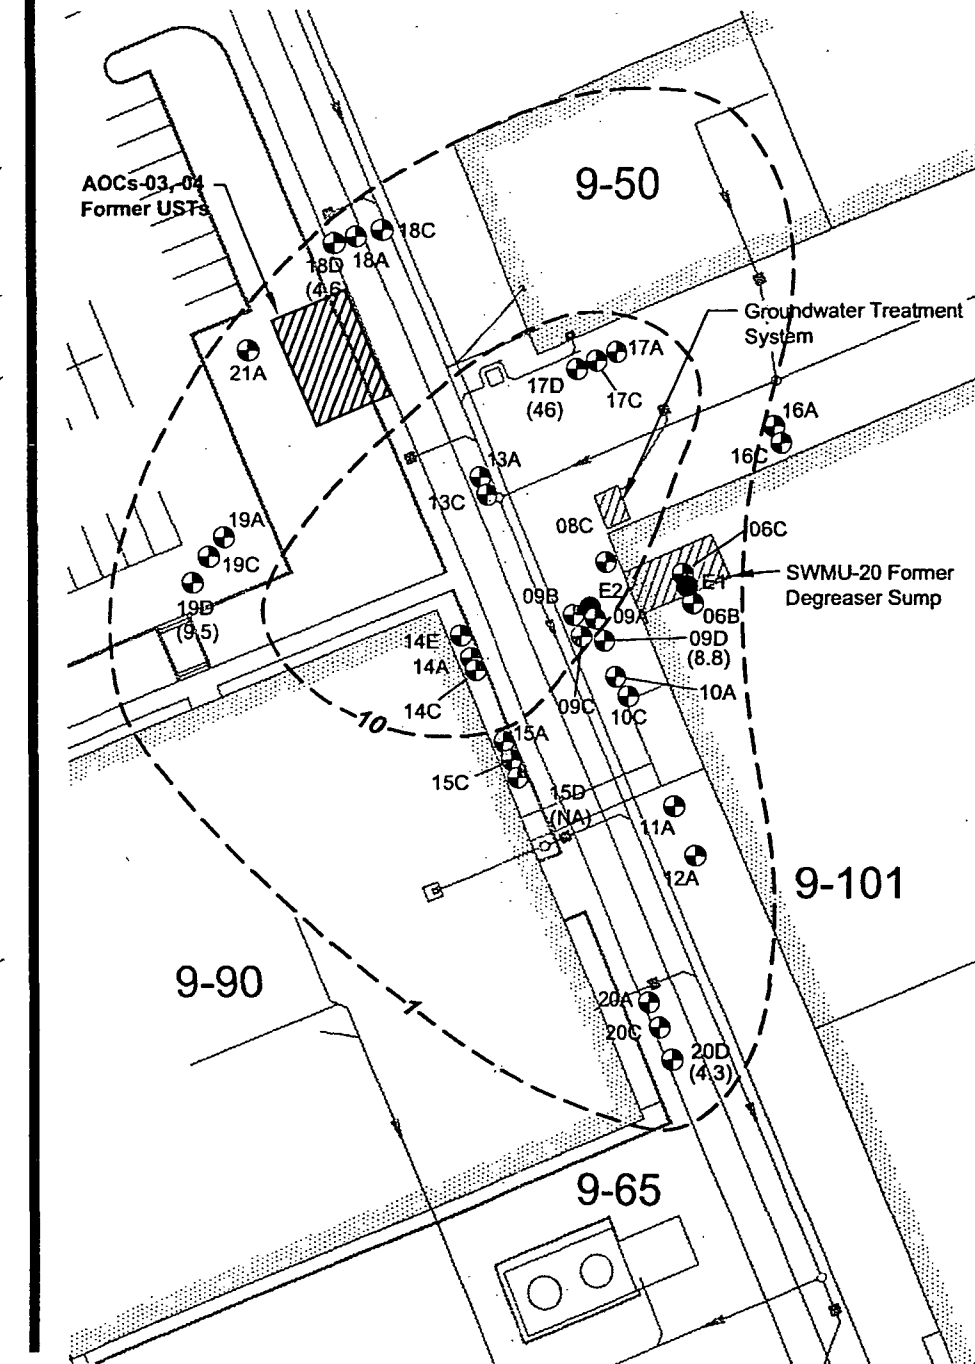 9-50
AOCs-03,-04
Former USTs
18C
18A
18D
(4.6)
Groundwater Treatment
System
17A
17D
(46)
17C
21A
16A
16C
13A
13C
08C
06C
19A
19C
19D
(9.5)
E1
SWMU-20 Former
Degreaser Sump
E2
09B
09A
06B
09D
(8.8)
14E
14A
14C
10A
09C
10C
10
15A
15C
15D
(NA)
11A
12A
9-101
9-90
1
20A
20C
20D
(4.3)
9-65